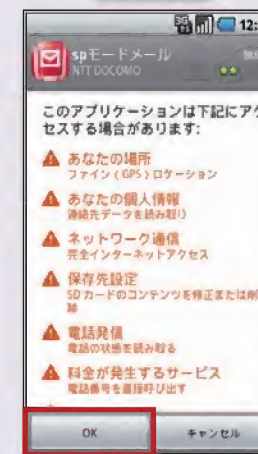 3G 12:
spモードメール
NTT DOCOMO
無料
このアプリケーションは下記にアク
セスする場合があります:
あなたの場所
ファイン(GPS)ロケーション
あなたの個人情報
連絡先データを読み取り
ネットワーク通信
完全インターネットアクセス
保存先設定
SDカードのコンテンツを修正または削
除
電話発信
電話の状態を読み取る
料金が発生するサービス
電話番号を直接呼び出す
OK
キャンセル